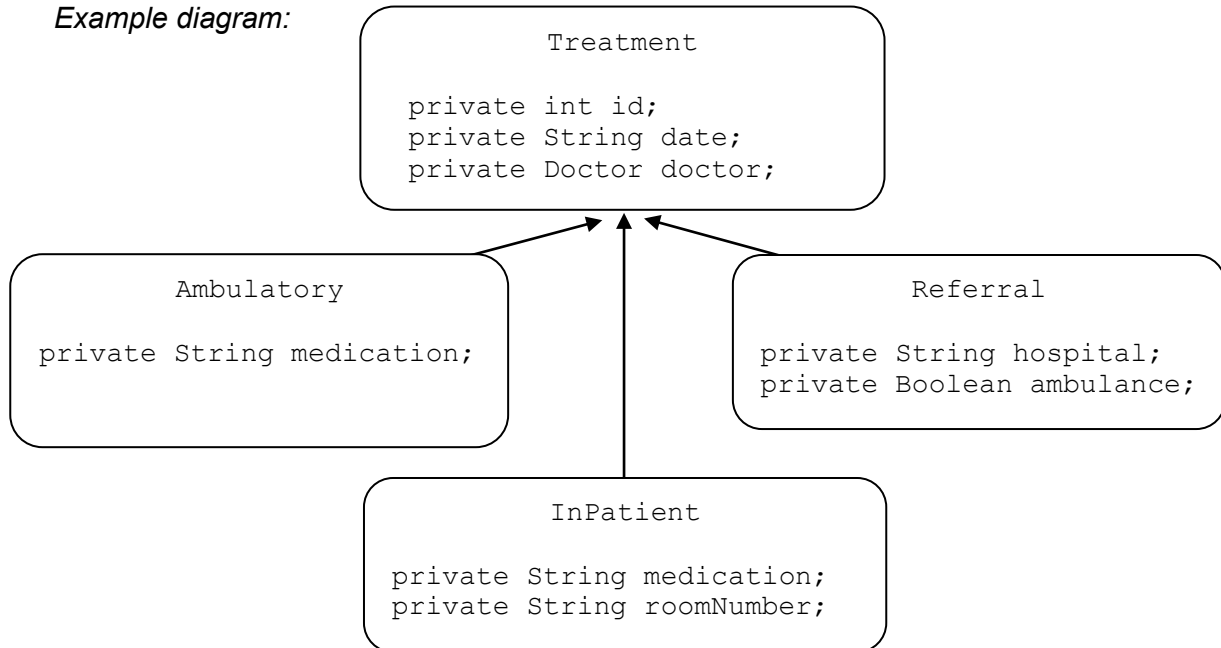 Example diagram:
Treatment
private int id;
private String date;
private Doctor doctor;
Ambulatory
private String medication;
Referral
private String hospital;
private Boolean ambulance;
InPatient
private String medication;
private String roomNumber;